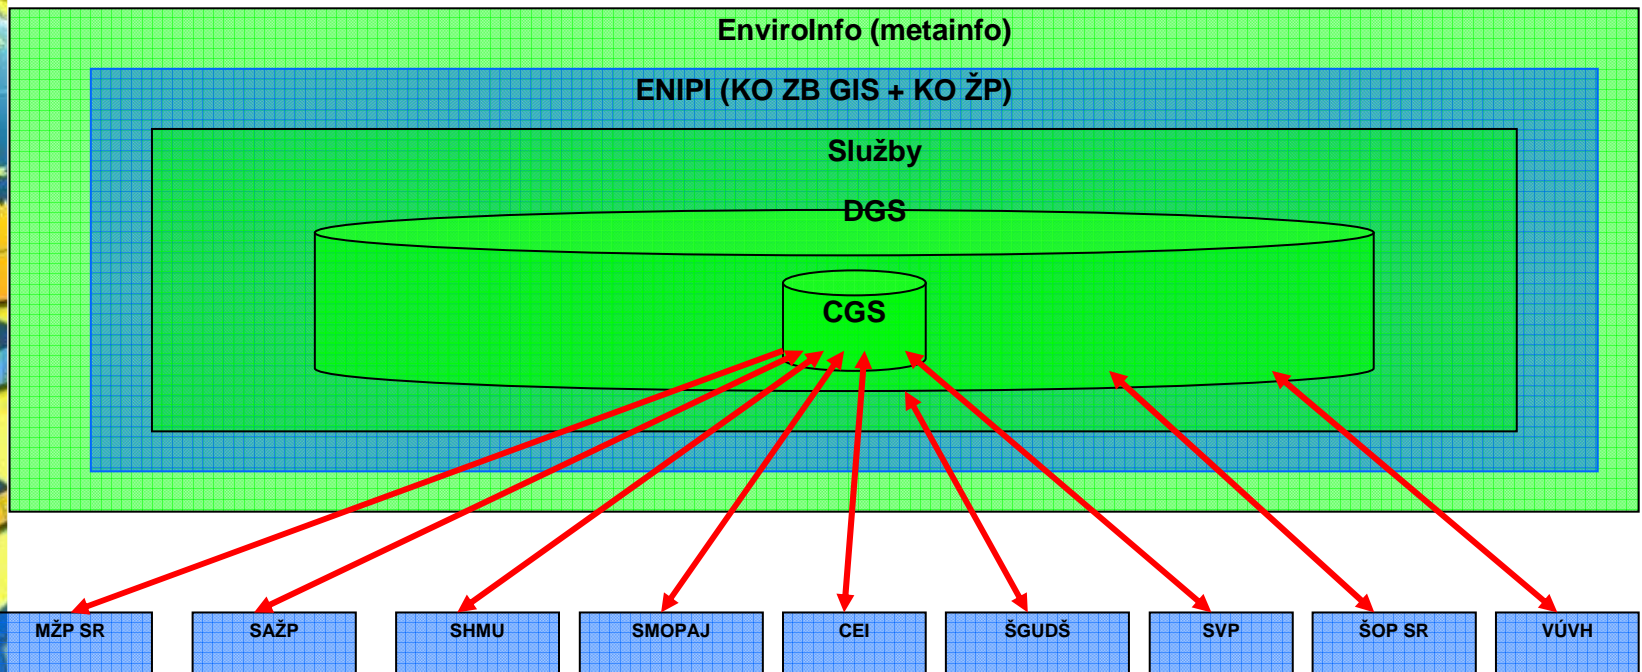 EnviroInfo (metainfo)
ENIPI (KO ZB GIS + KO ŽP)
Služby
DGS
CGS
MŽP SR
SAŽP
SHMU
SMOPAJ
CEI
ŠGUDŠ
SVP
ŠOP SR
VÚVH